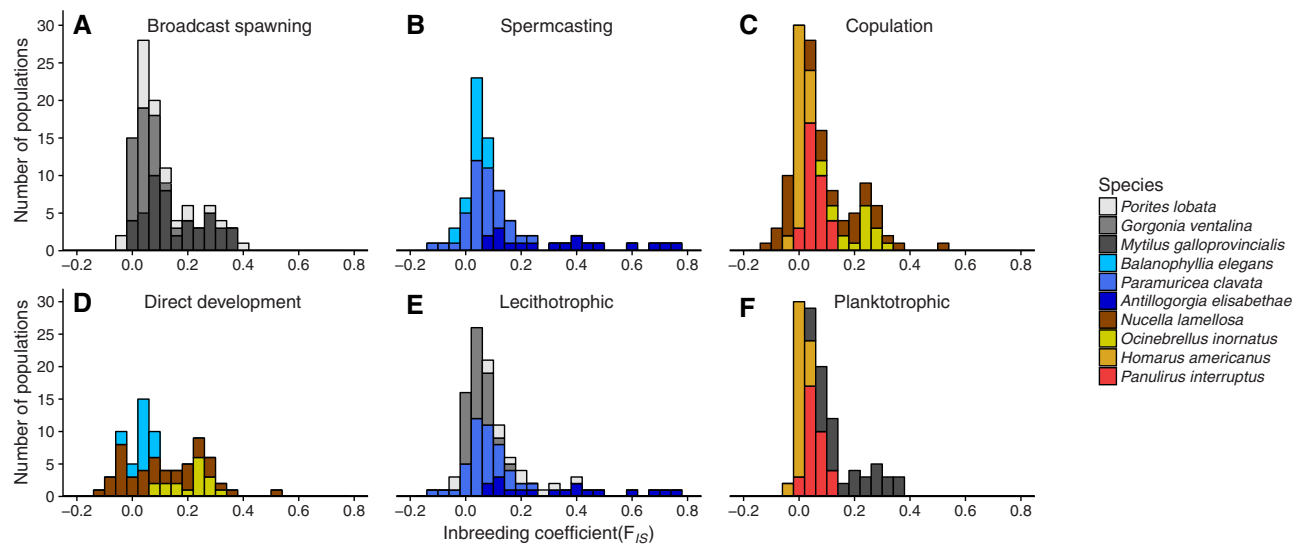 A Broadcast spawning
B Spermcasting
C Copulation
Number of populations
30
25
20
15
10
5
0
−0.2 0.0 0.2 0.4 0.6 0.8
−0.2 0.0 0.2 0.4 0.6 0.8
−0.2 0.0 0.2 0.4 0.6 0.8
D Direct development
E Lecithotrophic
F Planktotrophic
Number of populations
30
25
20
15
10
5
0
−0.2 0.0 0.2 0.4 0.6 0.8
−0.2 0.0 0.2 0.4 0.6 0.8
−0.2 0.0 0.2 0.4 0.6 0.8
Inbreeding coefficient(FIS)
Species
Porites lobata
Gorgonia ventalina
Mytilus galloprovincialis
Balanophyllia elegans
Paramuricea clavata
Antillogorgia elisabethae
Nucella lamellosa
Ocinebrellus inornatus
Homarus americanus
Panulirus interruptus